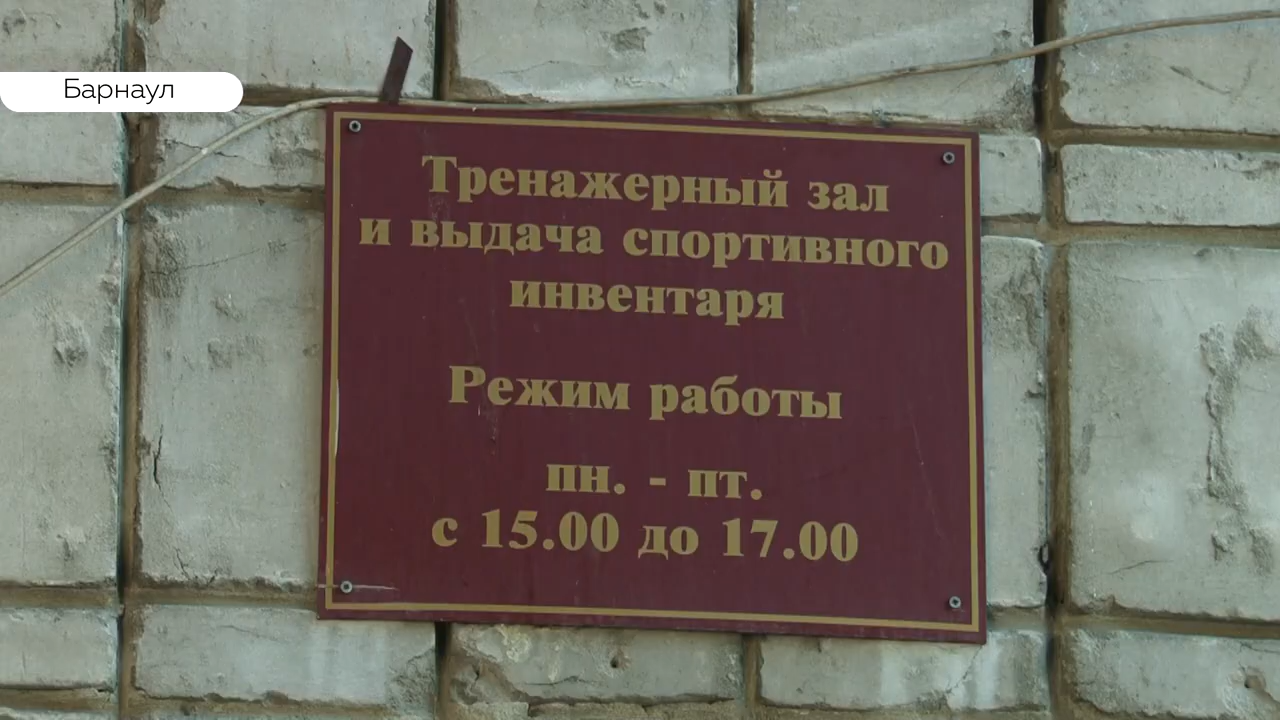 Барнаул
Тренажерный зал
и выдача спортивного
инвентаря
Режим работы
пн. - пт.
с 15.00 до 17.00